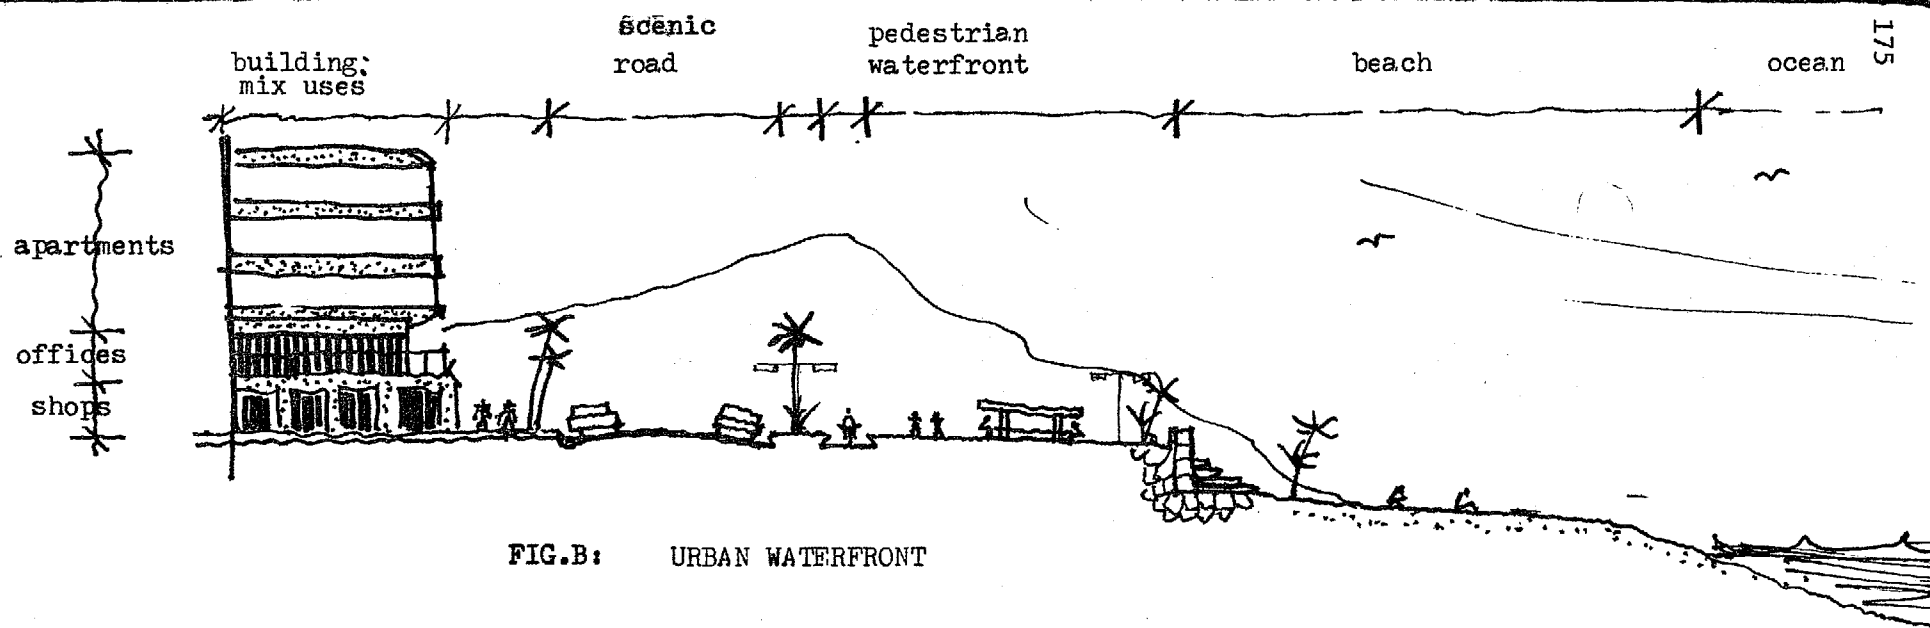 175
scenic
road
pedestrian
waterfront
building:
mix uses
beach
ocean
apartments
offices
shops
FIG.B: URBAN WATERFRONT